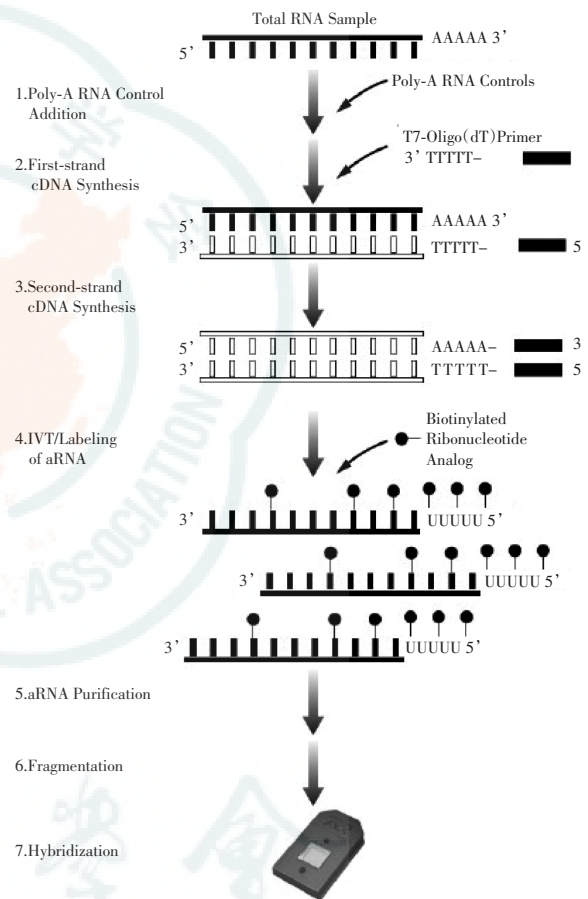 Total RNA Sample
5’ AAAAA 3’
1.Poly-A RNA Control
Addition
Poly-A RNA Controls
T7-Oligo(dT)Primer
3’ TTTTT-
2.First-strand
cDNA Synthesis
5’ AAAAA 3’
3’ TTTTT- 5
3.Second-strand
cDNA Synthesis
5’ AAAAA- 3
3’ TTTTT- 5
4.IVT/Labeling
of aRNA
Biotinylated
Ribonucleotide
Analog
3’ UUUUU 5’
3’ UUUUU 5’
3’ UUUUU 5’
5.aRNA Purification
6.Fragmentation
7.Hybridization
ASSOCIATION